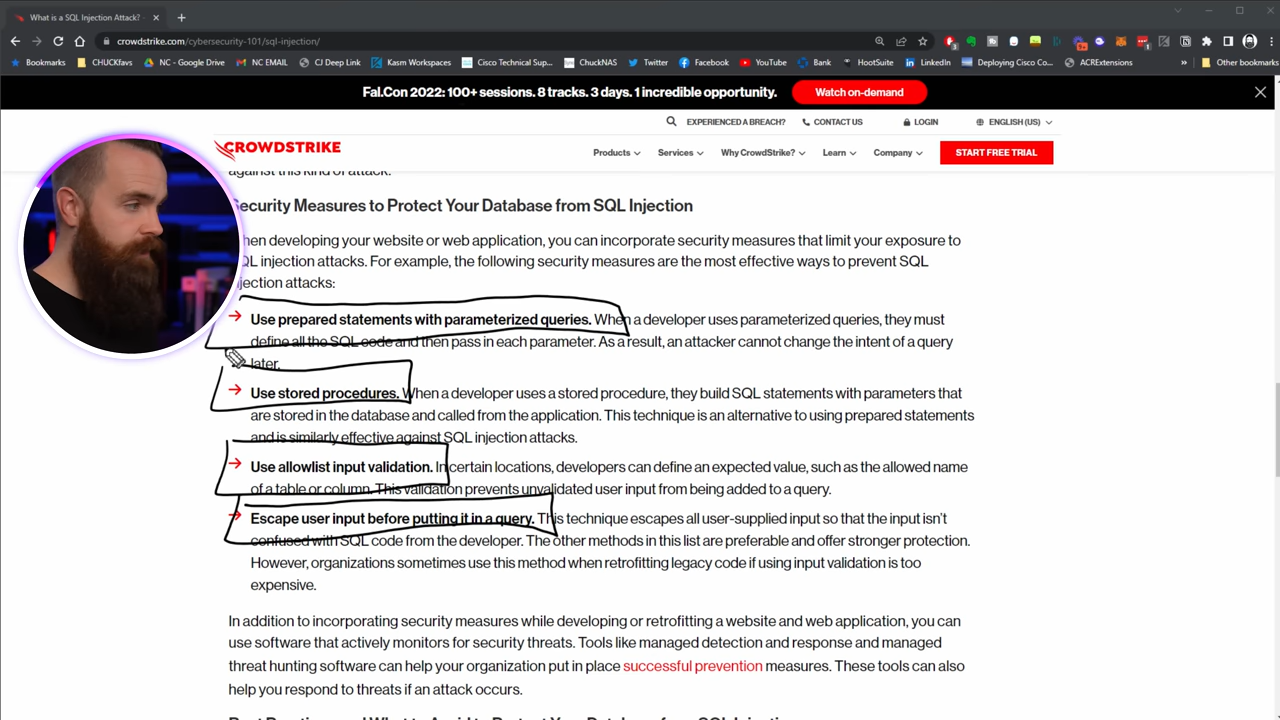 What is a SQL Injection Attack? -
crowdstrike.com/cybersecurity-101/sql-injection/
Bookmarks CHUCKfavs NC - Google Drive NC EMAIL CJ Deep Link Kasm Workspaces Cisco Technical Sup... ChuckNAS Twitter Facebook YouTube Bank HootSuite LinkedIn Deploying Cisco Co... ACRExtensions » Other bookmarks
Fal.Con 2022: 100+ sessions. 8 tracks. 3 days. 1 incredible opportunity. Watch on-demand
EXPERIENCED A BREACH? CONTACT US LOGIN ENGLISH (US)
CROWDSTRIKE Products Services Why CrowdStrike? Learn Company START FREE TRIAL
against this kind of attack.
Security Measures to Protect Your Database from SQL Injection
hen developing your website or web application, you can incorporate security measures that limit your exposure to
QL injection attacks. For example, the following security measures are the most effective ways to prevent SQL
jection attacks:
→ Use prepared statements with parameterized queries. When a developer uses parameterized queries, they must
define all the SQL code and then pass in each parameter. As a result, an attacker cannot change the intent of a query
later.
→ Use stored procedures. When a developer uses a stored procedure, they build SQL statements with parameters that
are stored in the database and called from the application. This technique is an alternative to using prepared statements
and is similarly effective against SQL injection attacks.
→ Use allowlist input validation. In certain locations, developers can define an expected value, such as the allowed name
of a table or column. This validation prevents unvalidated user input from being added to a query.
→ Escape user input before putting it in a query. This technique escapes all user-supplied input so that the input isn't
confused with SQL code from the developer. The other methods in this list are preferable and offer stronger protection.
However, organizations sometimes use this method when retrofitting legacy code if using input validation is too
expensive.
In addition to incorporating security measures while developing or retrofitting a website and web application, you can
use software that actively monitors for security threats. Tools like managed detection and response and managed
threat hunting software can help your organization put in place successful prevention measures. These tools can also
help you respond to threats if an attack occurs.